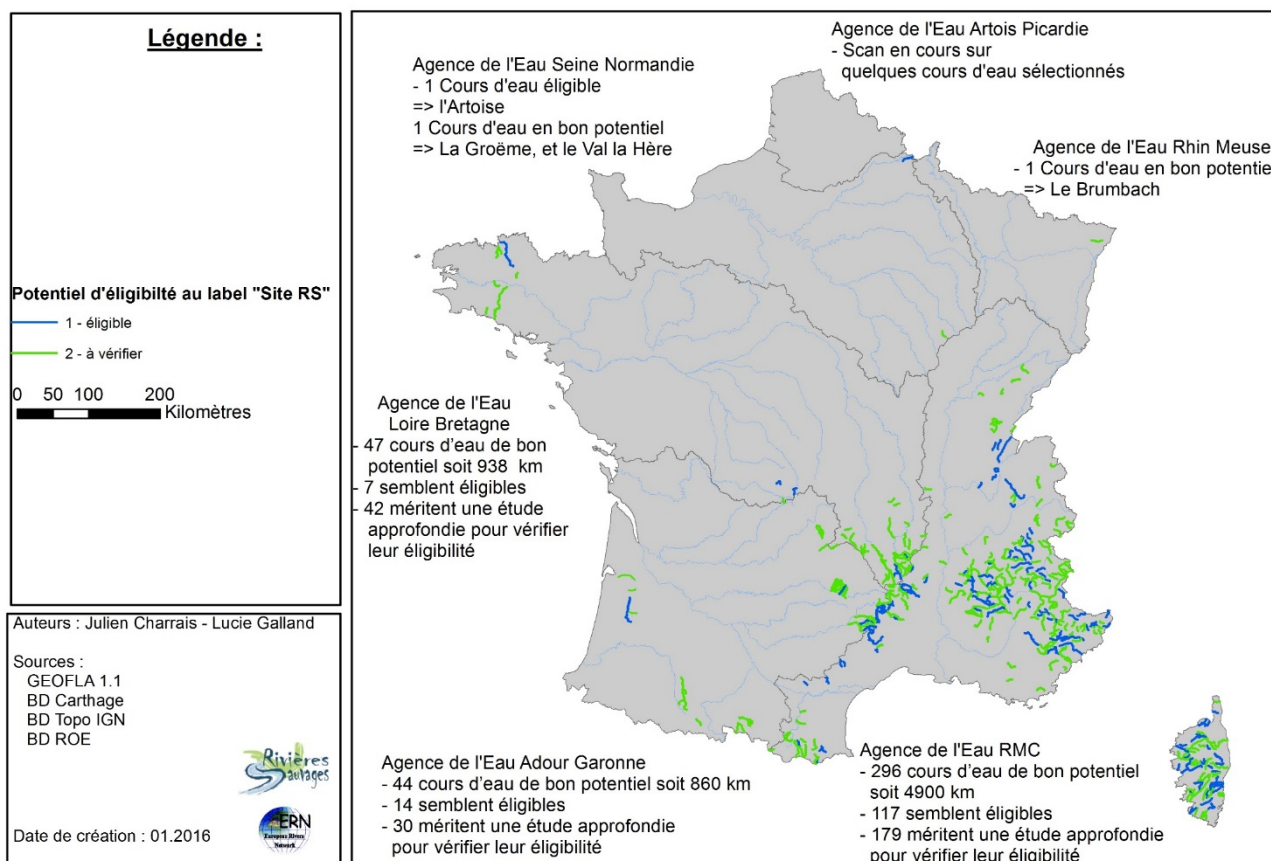 Légende :
Potentiel d'éligibilté au label "Site RS"
1 - éligible
2 - à vérifier
0 50 100 200
Kilomètres
Auteurs : Julien Charrais - Lucie Galland
Sources :
GEOFLA 1.1
BD Carthage
BD Topo IGN
BD ROE
Rivières
Sauvages
ERN
European Rivers
Network
Date de création : 01.2016
Agence de l'Eau Seine Normandie
- 1 Cours d'eau éligible
=> l'Artoise
1 Cours d'eau en bon potentiel
=> La Groëme, et le Val la Hère
Agence de l'Eau Artois Picardie
- Scan en cours sur
quelques cours d'eau sélectionnés
Agence de l'Eau Rhin Meuse
- 1 Cours d'eau en bon potentie
=> Le Brumbach
Agence de l'Eau
Loire Bretagne
- 47 cours d'eau de bon
potentiel soit 938 km
- 7 semblent éligibles
- 42 méritent une étude
approfondie pour vérifier
leur éligibilité
Agence de l'Eau Adour Garonne
- 44 cours d'eau de bon potentiel soit 860 km
- 14 semblent éligibles
- 30 méritent une étude approfondie
pour vérifier leur éligibilité
Agence de l'Eau RMC
- 296 cours d'eau de bon potentiel
soit 4900 km
- 117 semblent éligibles
- 179 méritent une étude approfondie
pour vérifier leur éligibilité